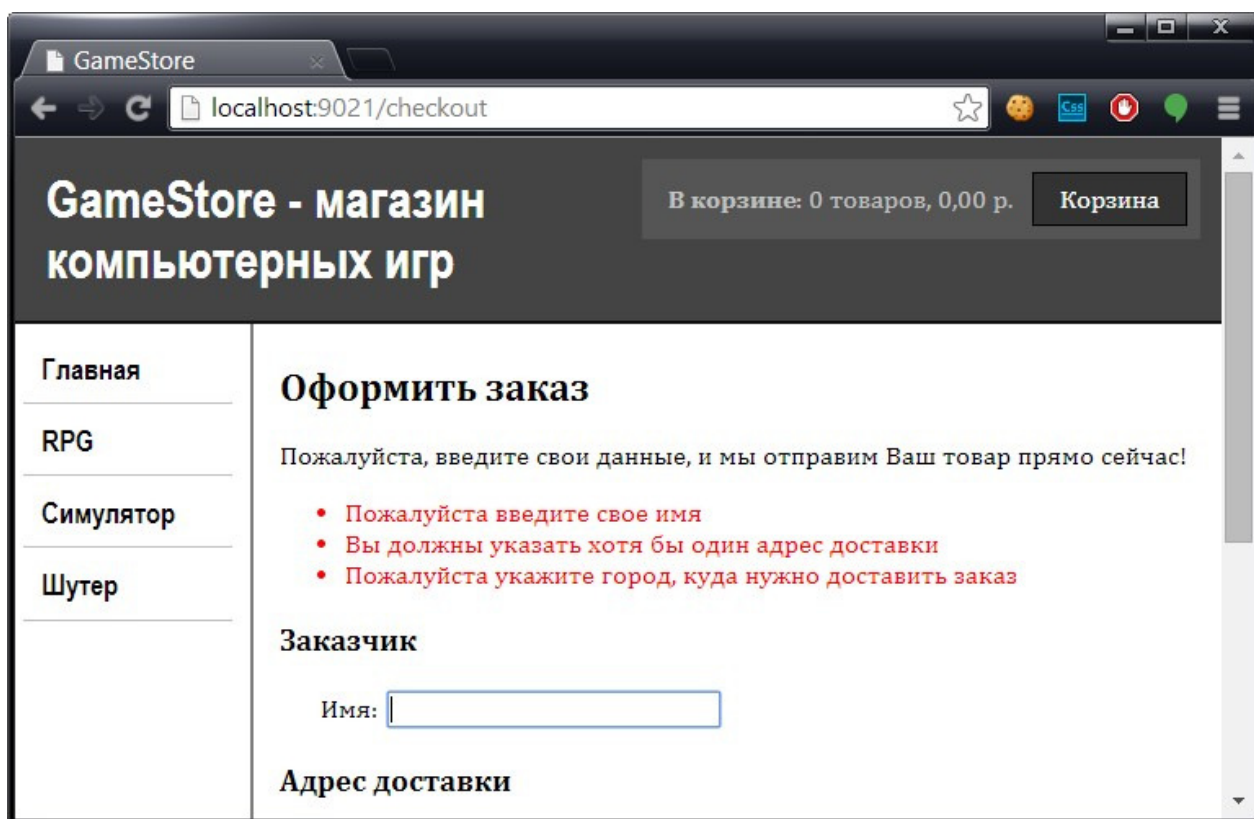 GameStore
localhost:9021/checkout
Css
GameStore - магазин
компьютерных игр
В корзине: 0 товаров, 0,00 р.
Корзина
Главная
RPG
Симулятор
Шутер
Оформить заказ
Пожалуйста, введите свои данные, и мы отправим Ваш товар прямо сейчас!
Пожалуйста введите свое имя
Вы должны указать хотя бы один адрес доставки
Пожалуйста укажите город, куда нужно доставить заказ
Заказчик
Имя:
Адрес доставки